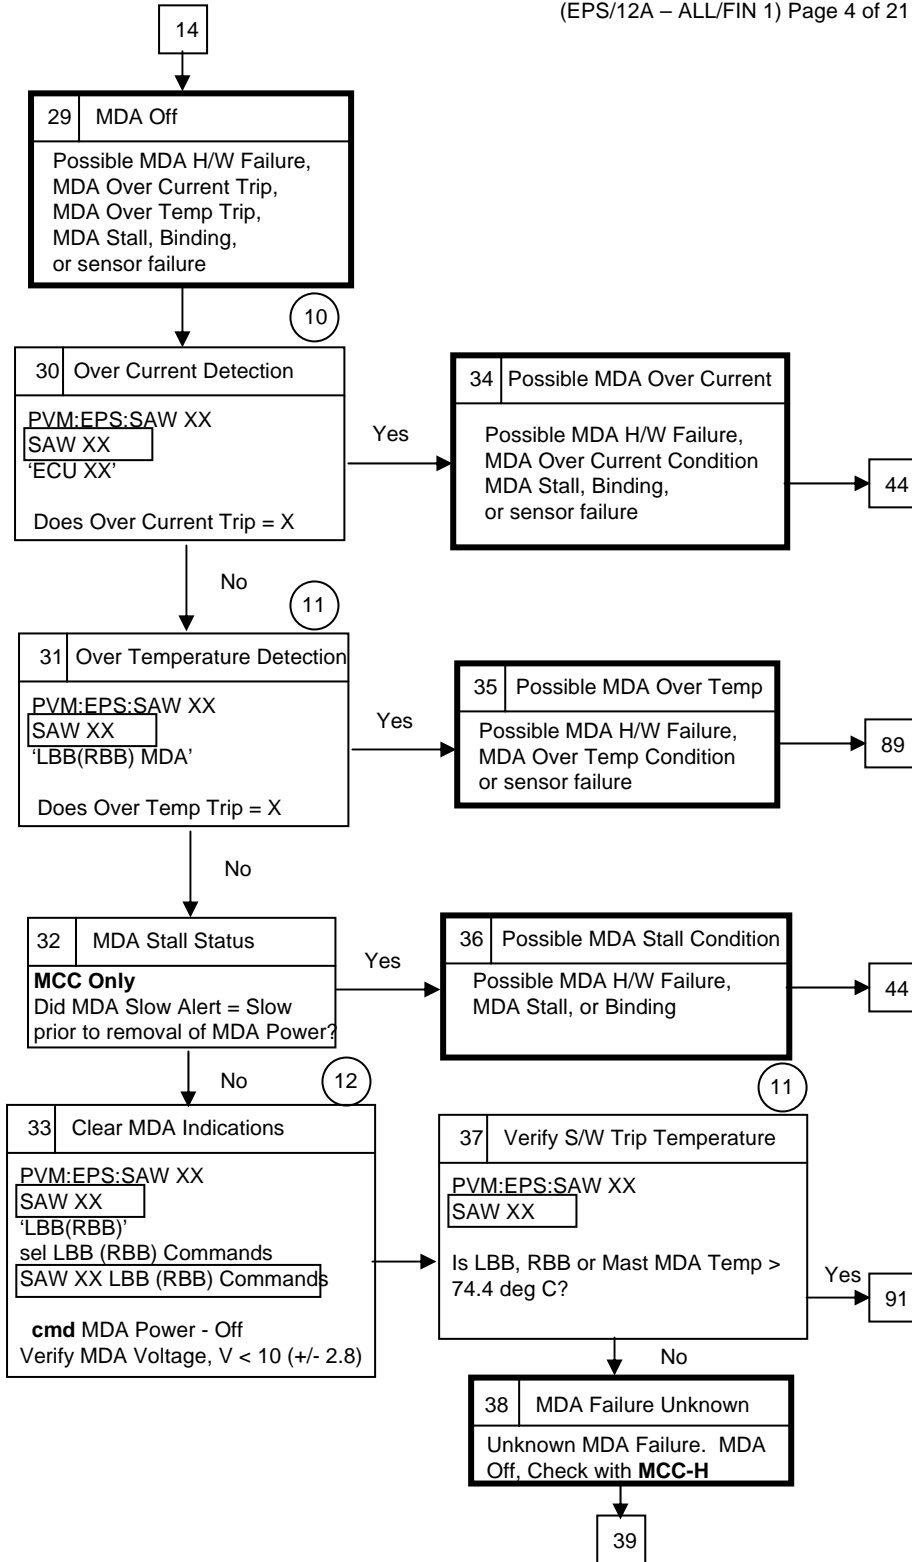 (EPS/12A – ALL/FIN 1) Page 4 of 21
14
29 MDA Off
Possible MDA H/W Failure,
MDA Over Current Trip,
MDA Over Temp Trip,
MDA Stall, Binding,
or sensor failure
10
30 Over Current Detection
PVM:EPS:SAW XX
SAW XX
‘ECU XX’
Does Over Current Trip = X
Yes
34 Possible MDA Over Current
Possible MDA H/W Failure,
MDA Over Current Condition
MDA Stall, Binding,
or sensor failure
44
No
11
31 Over Temperature Detection
PVM:EPS:SAW XX
SAW XX
‘LBB(RBB) MDA’
Does Over Temp Trip = X
Yes
35 Possible MDA Over Temp
Possible MDA H/W Failure,
MDA Over Temp Condition
or sensor failure
89
No
32 MDA Stall Status
MCC Only
Did MDA Slow Alert = Slow
prior to removal of MDA Power?
Yes
36 Possible MDA Stall Condition
Possible MDA H/W Failure,
MDA Stall, or Binding
44
No
12
33 Clear MDA Indications
PVM:EPS:SAW XX
SAW XX
‘LBB(RBB)’
sel LBB (RBB) Commands
SAW XX LBB (RBB) Commands
cmd MDA Power - Off
Verify MDA Voltage, V < 10 (+/- 2.8)
11
37 Verify S/W Trip Temperature
PVM:EPS:SAW XX
SAW XX
Is LBB, RBB or Mast MDA Temp >
74.4 deg C?
Yes
91
No
38 MDA Failure Unknown
Unknown MDA Failure. MDA
Off, Check with MCC-H
39